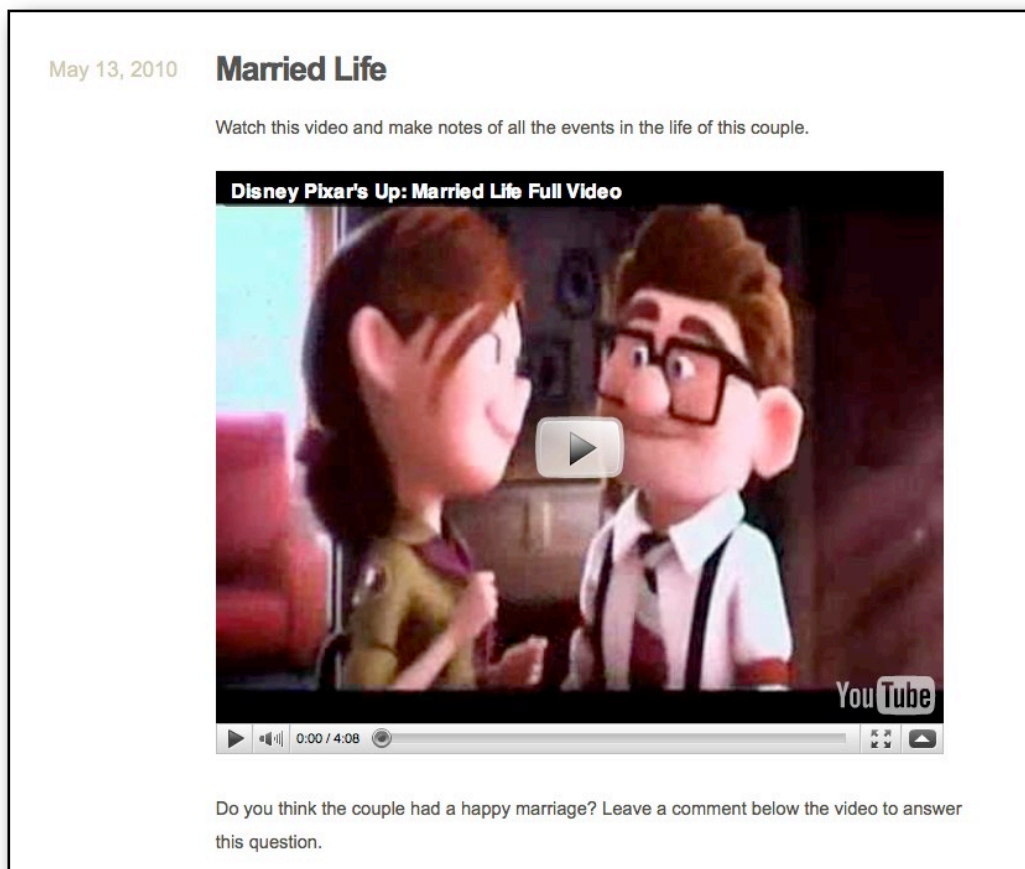 May 13, 2010
Married Life
Watch this video and make notes of all the events in the life of this couple.
Disney Pixar's Up: Married Life Full Video
YouTube
0:00 / 4:08
Do you think the couple had a happy marriage? Leave a comment below the video to answer
this question.